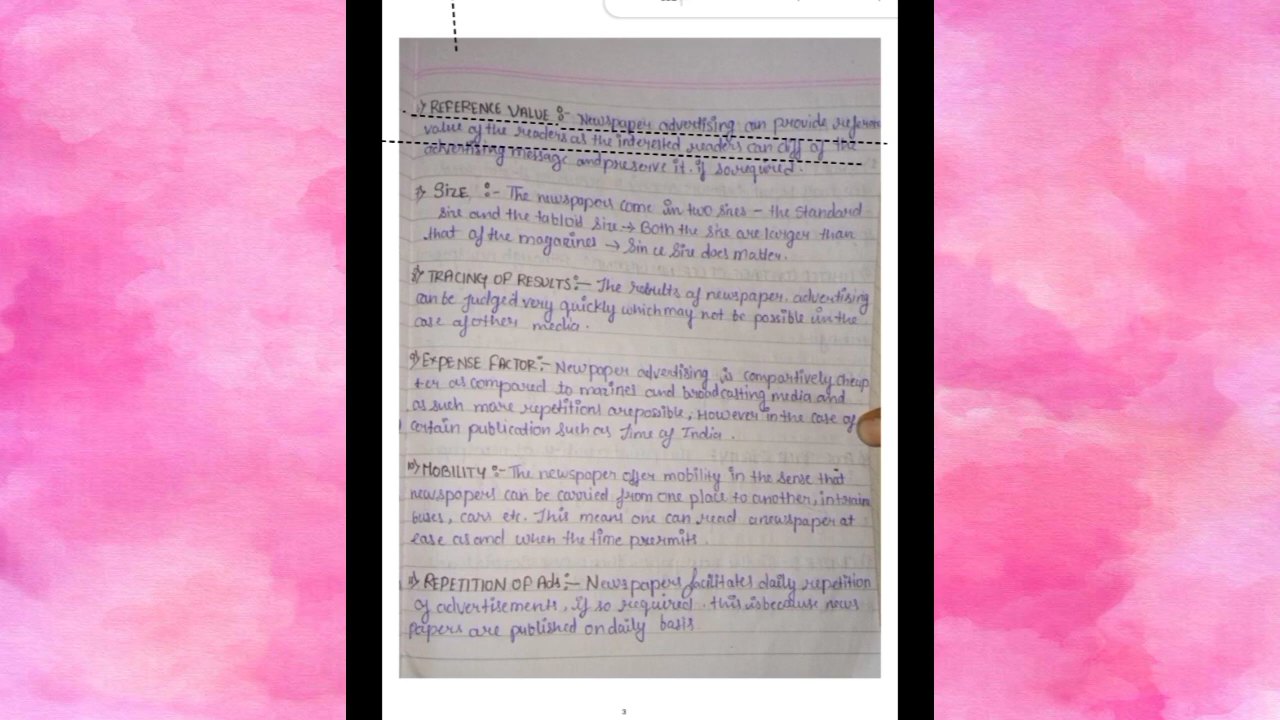 REFERENCE VALUE :- Newspaper advertising can provide
value of the readers as the interested readers can of the
advertising message and preserve it. if so required.
7) SIZE :- The newspapers come in two sizes - the standard
size and the tabloid size → Both the size are larger than
that of the magazines → Since size does matter.
8) TRACING OF RESULTS :- The results of newspaper advertising
can be judged very quickly which may not be possible in the
case of other media.
9) EXPENSE FACTOR :- Newpaper advertising is compartively cheap
ter as compared to mazines and broadcasting media and
as such more repetitions are possible, However in the case of
certain publication such as Time of India.
10) MOBILITY :- The newspaper offer mobility in the sense that
newspapers can be carried from one place to another, in train
buses, cars etc. This means one can read a newspaper at
ease as and when the time prermits.
11) REPETITION OF Ads :- Newspapers facilitates daily repetition
of advertisements, if so required. this is because news
papers are published on daily basis
3